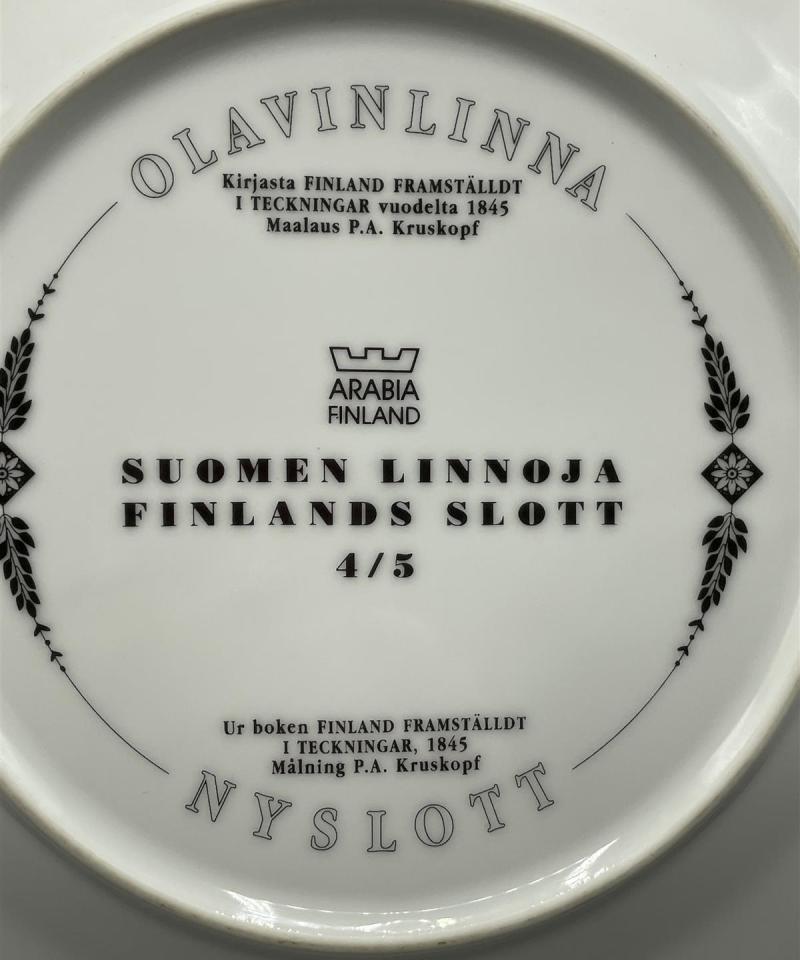 OLAVINLINNA
Kirjasta FINLAND FRAMSTÄLLDT
I TECKNINGAR vuodelta 1845
Maalaus P.A. Kruskopf
ARABIA
FINLAND
SUOMEN LINNOJA
FINLANDS SLOTT
4/5
Ur boken FINLAND FRAMSTÄLLDT
I TECKNINGAR, 1845
Målning P.A. Kruskopf
NYSLOTT